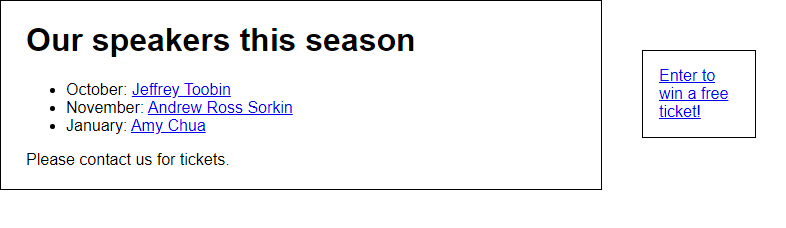 Our speakers this season
October: Jeffrey Toobin
November: Andrew Ross Sorkin
January: Amy Chua
Please contact us for tickets.
Enter to
win a free
ticket!